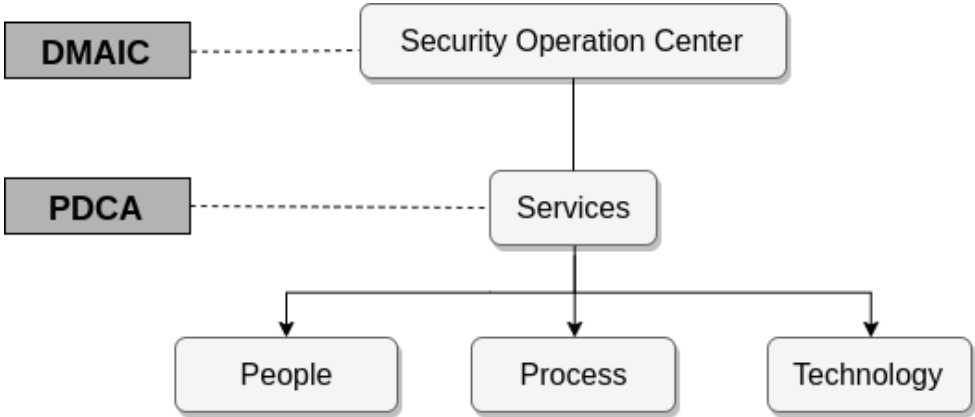 DMAIC
Security Operation Center
PDCA
Services
People
Process
Technology